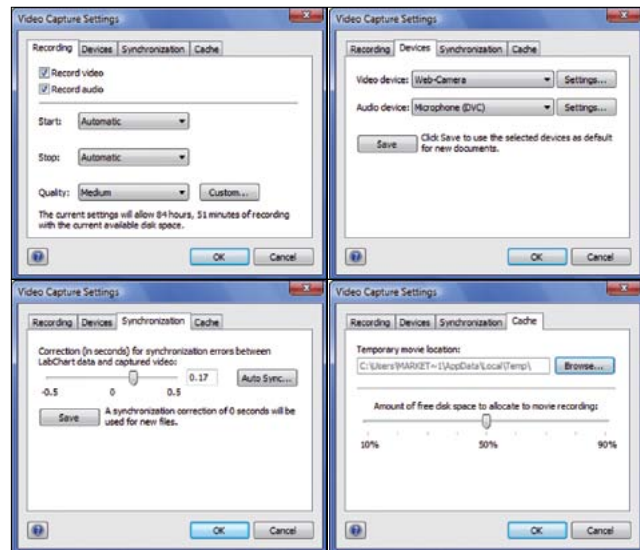 Video Capture Settings
Recording Devices Synchronization Cache
Record video
Record audio
Start: Automatic
Stop: Automatic
Quality: Medium Custom...
The current settings will allow 84 hours, 51 minutes of recording
with the current available disk space.
OK Cancel
Video Capture Settings
Recording Devices Synchronization Cache
Video device: Web-Camera Settings...
Audio device: Microphone (DVC) Settings...
Save Click Save to use the selected devices as default
for new documents.
OK Cancel
Video Capture Settings
Recording Devices Synchronization Cache
Correction (in seconds) for synchronization errors between
LabChart data and captured video:
0.17 Auto Sync...
-0.5 0 0.5
Save A synchronization correction of 0 seconds will be
used for new files.
OK Cancel
Video Capture Settings
Recording Devices Synchronization Cache
Temporary movie location:
C:\Users\MARKET~1\AppData\Local\Temp\ Browse...
Amount of free disk space to allocate to movie recordings:
10% 50% 90%
OK Cancel